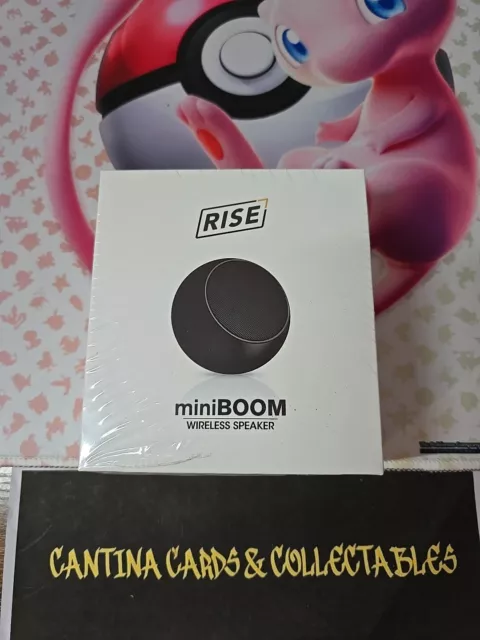 RISE
miniBOOM
WIRELESS SPEAKER
CANTINA CARDS & COLLECTABLES